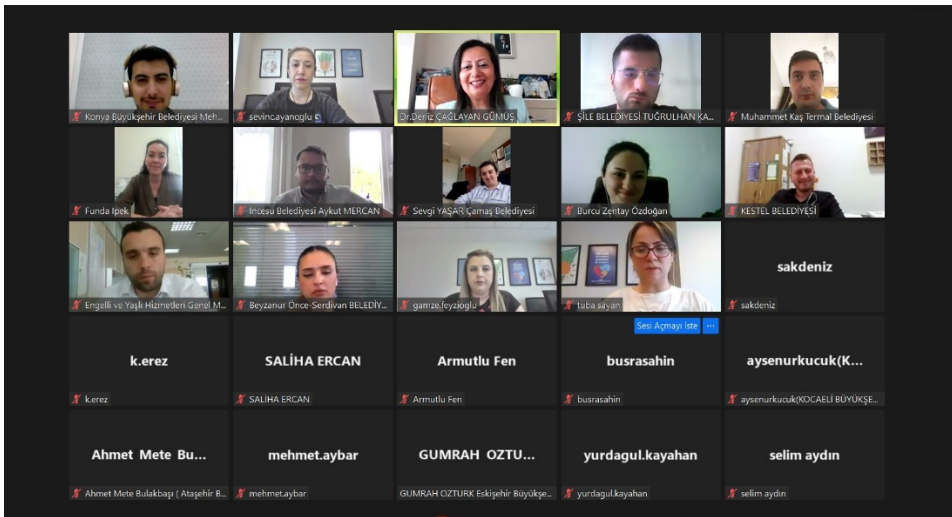 Konya Büyükşehir Belediyesi Meh...
sevinc.ayanoglu
Dr.Deniz ÇAĞLAYAN GÜMÜŞ
ŞİLE BELEDİYESİ TUĞRULHAN KA...
Muhammet Kaş Termal Belediyesi
Funda İpek
İncesu Belediyesi Aykut MERCAN
Sevgi YAŞAR Çamaş Belediyesi
Burcu Zentay Özdoğan
KESTEL BELEDİYESİ
Engelli ve Yaşlı Hizmetleri Genel M...
Beyzanur Önce-Serdivan BELEDİY...
gamze.feyzioglu
tuba sayan
sakdeniz
sakdeniz
Sesi Açmayı İste ...
k.erez
SALİHA ERCAN
Armutlu Fen
busrasahin
aysenurkucuk(K...
k.erez
SALİHA ERCAN
Armutlu Fen
busrasahin
aysenurkucuk(KOCAELİ BÜYÜKŞE...
Ahmet Mete Bu...
mehmet.aybar
GUMRAH OZTU...
yurdagul.kayahan
selim aydın
Ahmet Mete Bulakbaşı ( Ataşehir B...
mehmet.aybar
GUMRAH OZTURK Eskişehir Büyükşe...
yurdagul.kayahan
selim aydın